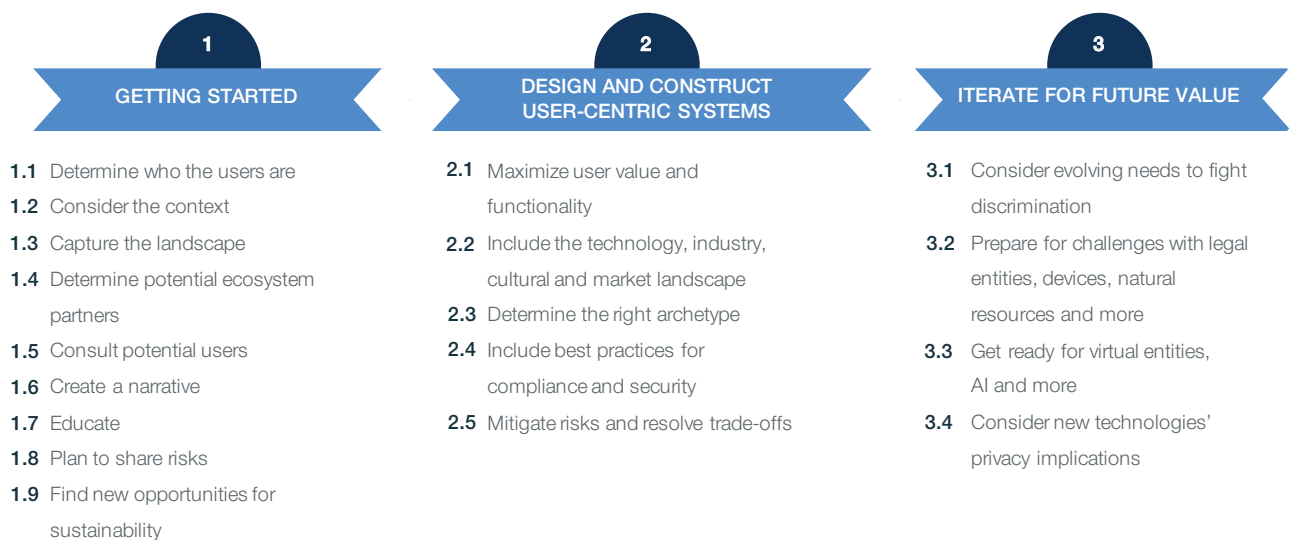 1
GETTING STARTED
1.1 Determine who the users are
1.2 Consider the context
1.3 Capture the landscape
1.4 Determine potential ecosystem
partners
1.5 Consult potential users
1.6 Create a narrative
1.7 Educate
1.8 Plan to share risks
1.9 Find new opportunities for
sustainability
2
DESIGN AND CONSTRUCT
USER-CENTRIC SYSTEMS
2.1 Maximize user value and
functionality
2.2 Include the technology, industry,
cultural and market landscape
2.3 Determine the right archetype
2.4 Include best practices for
compliance and security
2.5 Mitigate risks and resolve trade-offs
3
ITERATE FOR FUTURE VALUE
3.1 Consider evolving needs to fight
discrimination
3.2 Prepare for challenges with legal
entities, devices, natural
resources and more
3.3 Get ready for virtual entities,
AI and more
3.4 Consider new technologies’
privacy implications